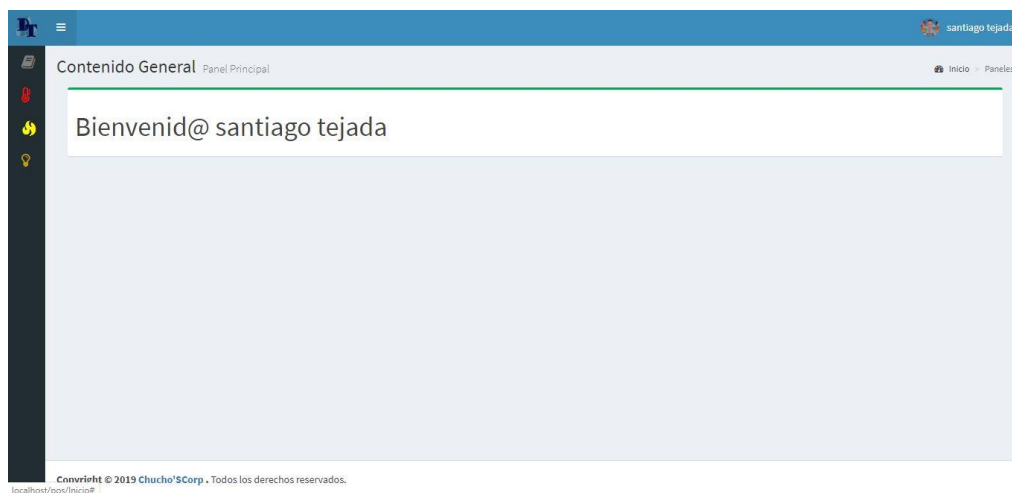 PT
santiago tejada
Contenido General Panel Principal
Inicio > Paneles
Bienvenid@ santiago tejada
Copyright © 2019 Chucho'SCorp . Todos los derechos reservados.
localhost/pos/Inicio#